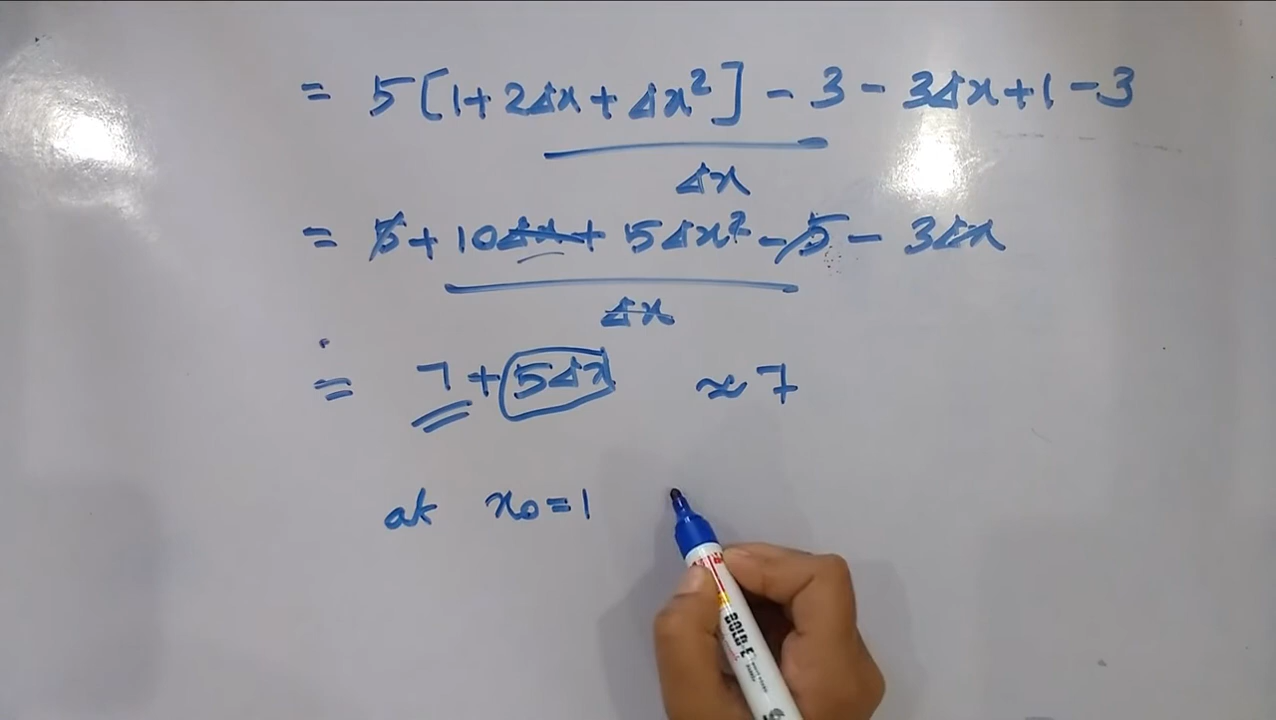 = 5[1+2Δx+Δx²] - 3 - 3Δx+1-3
Δx
= 5+10Δx+5Δx²-5-3Δx
Δx
= 7+5Δx ≈7
at x₀=1
BOLD-E